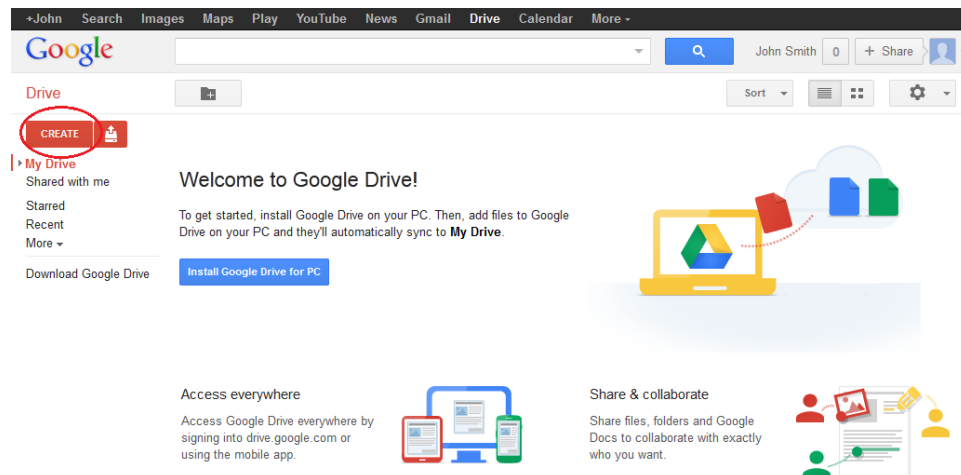 +John Search Images Maps Play YouTube News Gmail Drive Calendar More
Google
John Smith 0 + Share
Drive
Sort
CREATE
My Drive
Shared with me
Starred
Recent
More
Download Google Drive
Welcome to Google Drive!
To get started, install Google Drive on your PC. Then, add files to Google
Drive on your PC and they'll automatically sync to My Drive.
Install Google Drive for PC
Access everywhere
Access Google Drive everywhere by
signing into drive.google.com or
using the mobile app.
Share & collaborate
Share files, folders and Google
Docs to collaborate with exactly
who you want.